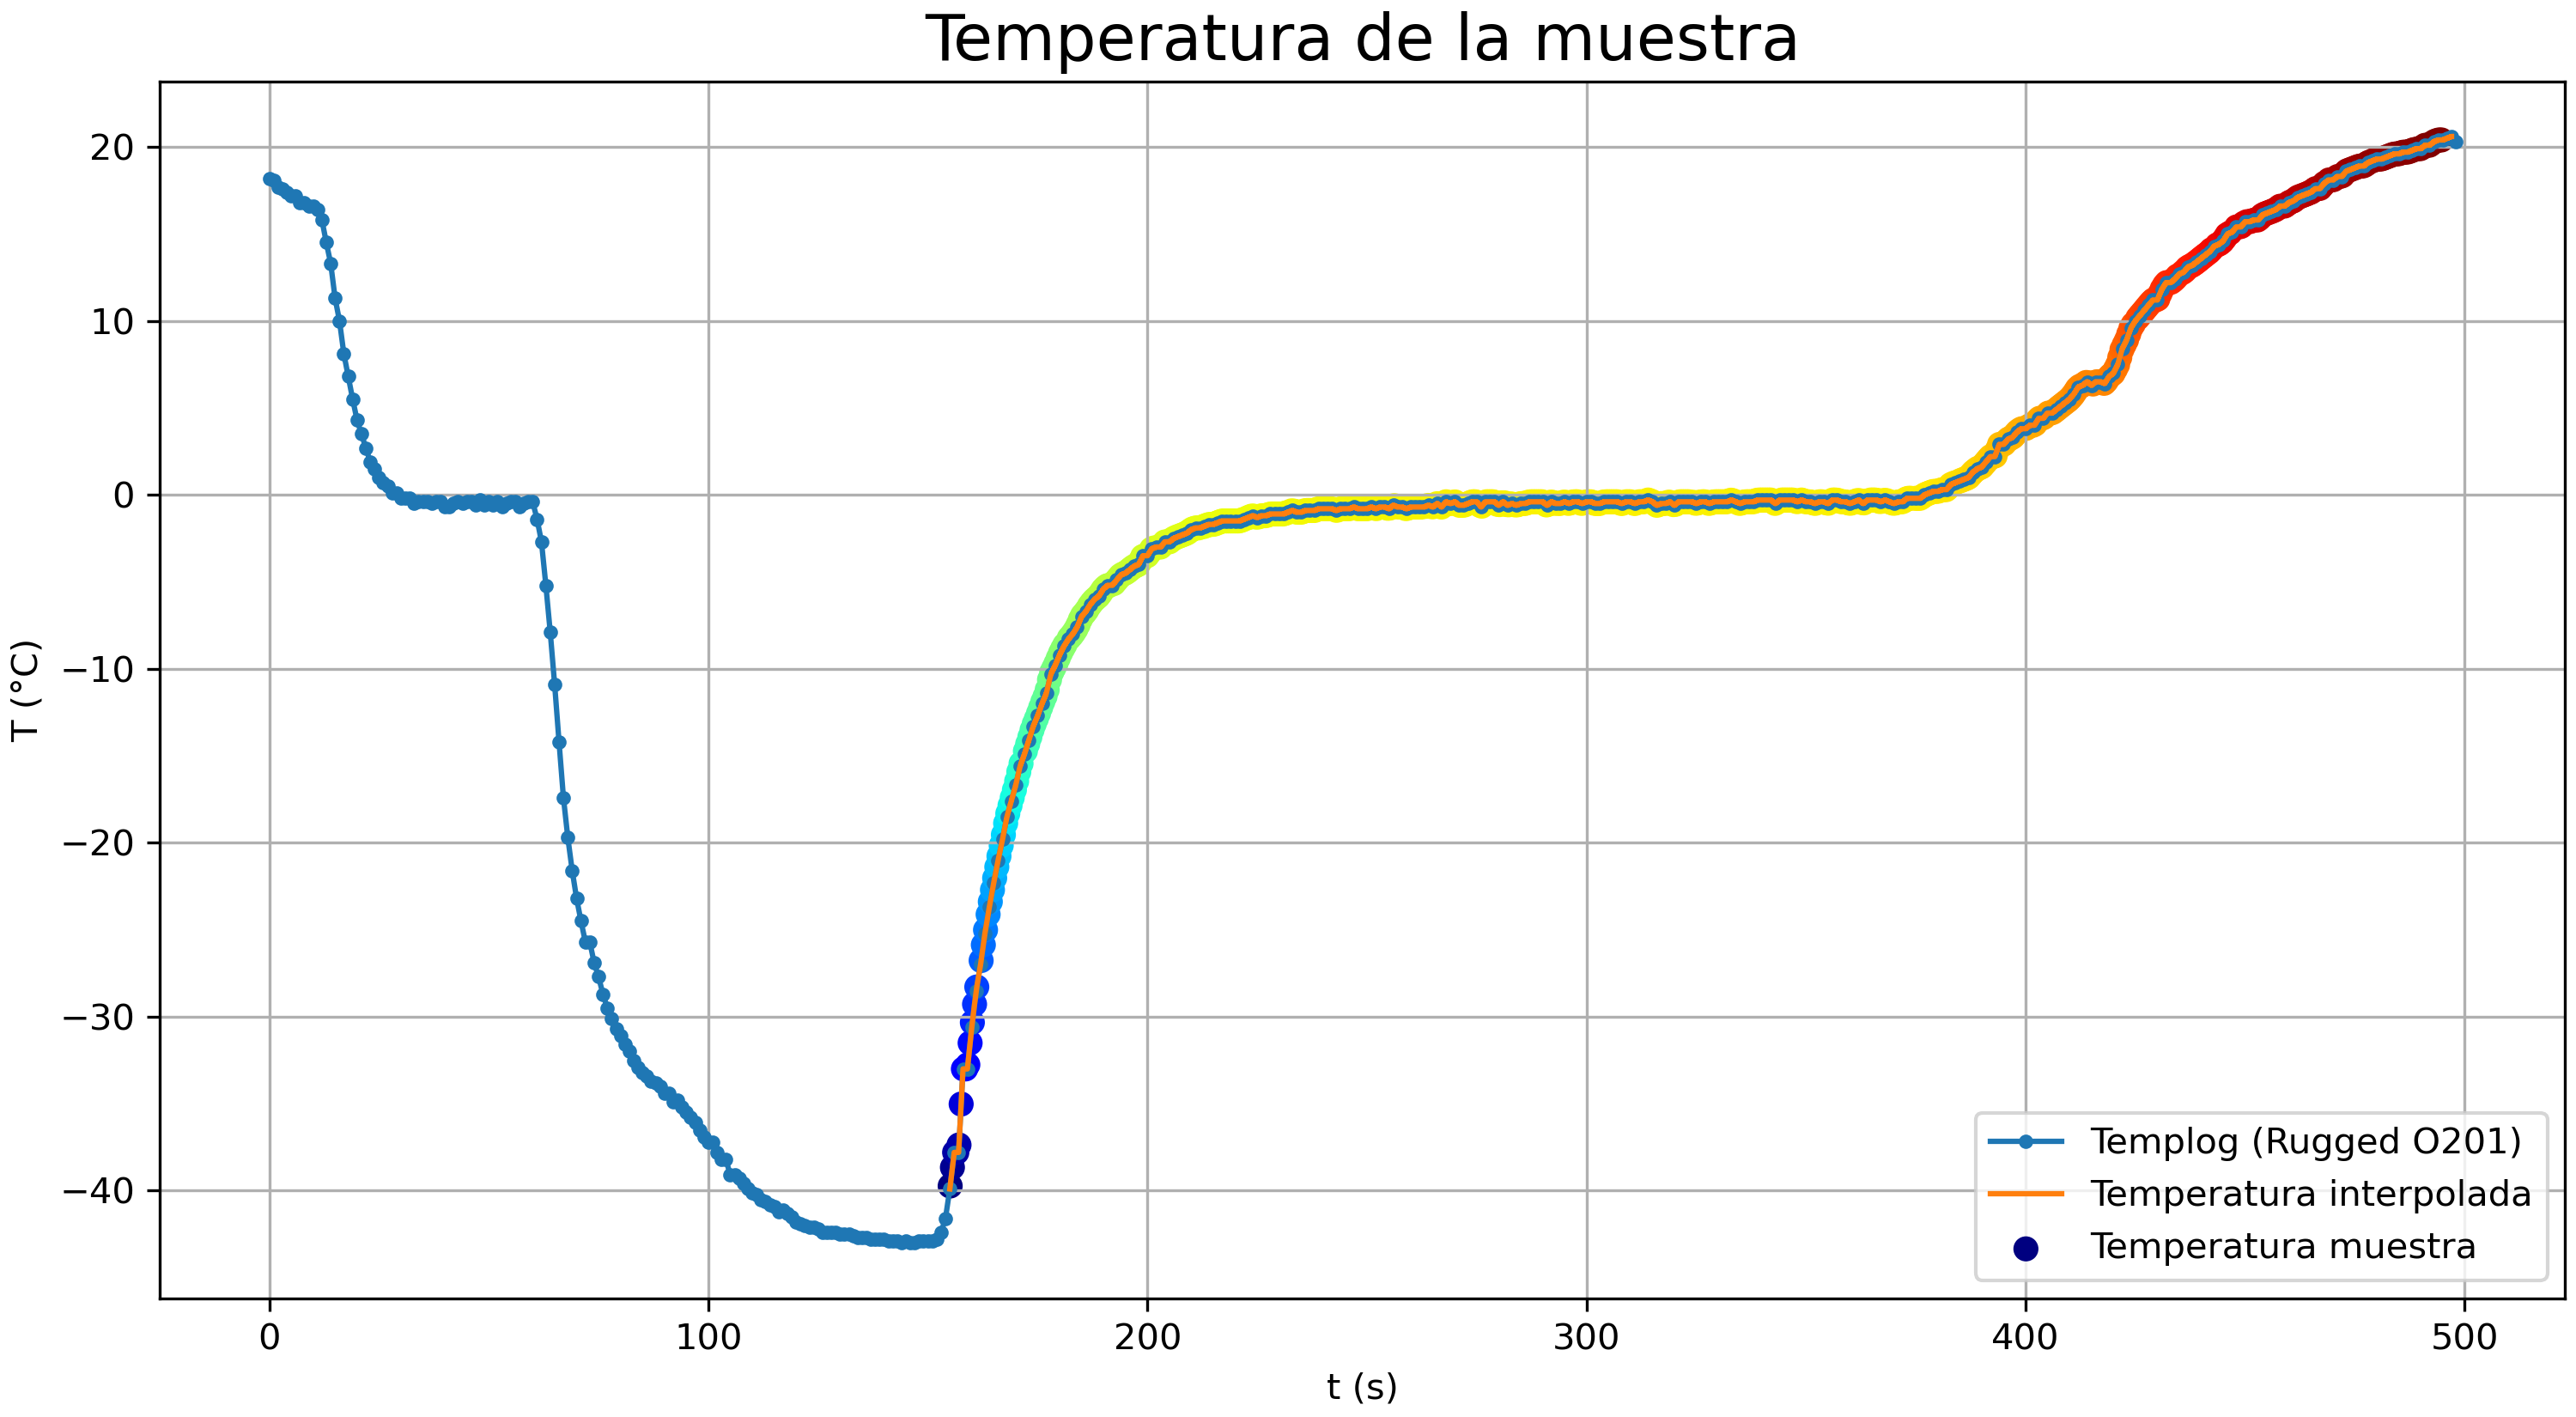 Temperatura de la muestra
20
10
0
−10
−20
−30
−40
T (°C)
0
100
200
300
400
500
t (s)
Templog (Rugged O201)
Temperatura interpolada
Temperatura muestra